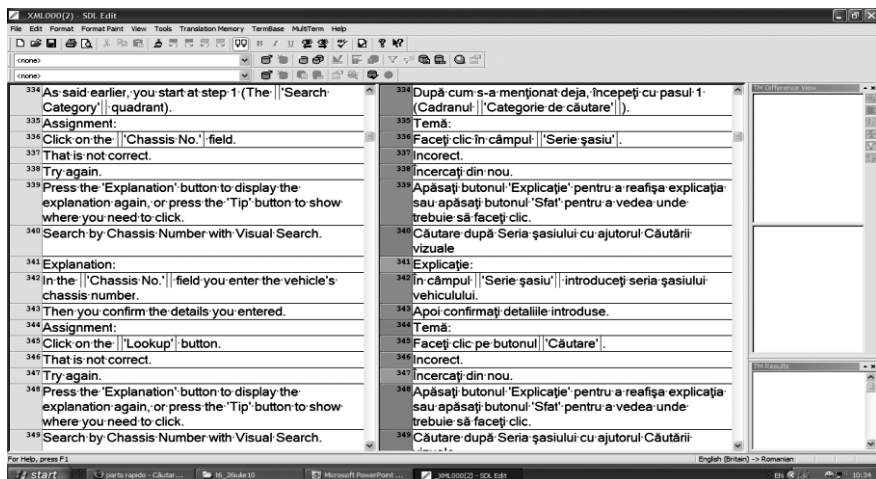 _XML000(2) - SDL Edit
File Edit Format Format Paint View Tools Translation Memory TermBase MultiTerm Help
B I U
<none>
<none>
TM Difference View
334 As said earlier, you start at step 1 (The 'Search
Category' quadrant).
335 Assignment:
336 Click on the 'Chassis No.' field.
337 That is not correct.
338 Try again.
339 Press the 'Explanation' button to display the
explanation again, or press the 'Tip' button to show
where you need to click.
340 Search by Chassis Number with Visual Search.
341 Explanation:
342 In the 'Chassis No.' field you enter the vehicle's
chassis number.
343 Then you confirm the details you entered.
344 Assignment:
345 Click on the 'Lookup' button.
346 That is not correct.
347 Try again.
348 Press the 'Explanation' button to display the
explanation again, or press the 'Tip' button to show
where you need to click.
349 Search by Chassis Number with Visual Search.
334 După cum s-a menţionat deja, începeţi cu pasul 1
(Cadranul 'Categorie de căutare').
335 Temă:
336 Faceţi clic în câmpul 'Serie şasiu'.
337 Incorect.
338 Încercaţi din nou.
339 Apăsaţi butonul 'Explicaţie' pentru a reafişa explicaţia
sau apăsaţi butonul 'Sfat' pentru a vedea unde
trebuie să faceţi clic.
340 Căutare după Seria şasiului cu ajutorul Căutării
vizuale
341 Explicaţie:
342 În câmpul 'Serie şasiu' introduceţi seria şasiului
vehiculului.
343 Apoi confirmaţi detaliile introduse.
344 Temă:
345 Faceţi clic pe butonul 'Căutare'.
346 Incorect.
347 Încercaţi din nou.
348 Apăsaţi butonul 'Explicaţie' pentru a reafişa explicaţia
sau apăsaţi butonul 'Sfat' pentru a vedea unde
trebuie să faceţi clic.
349 Căutare după Seria şasiului cu ajutorul Căutării
TM Results
For Help, press F1
English (Britain) -> Romanian
start
parts rapido - Căutar...
t6_26iulie10
Microsoft PowerPoint ...
_XML000(2) - SDL Edit
EN
10:34